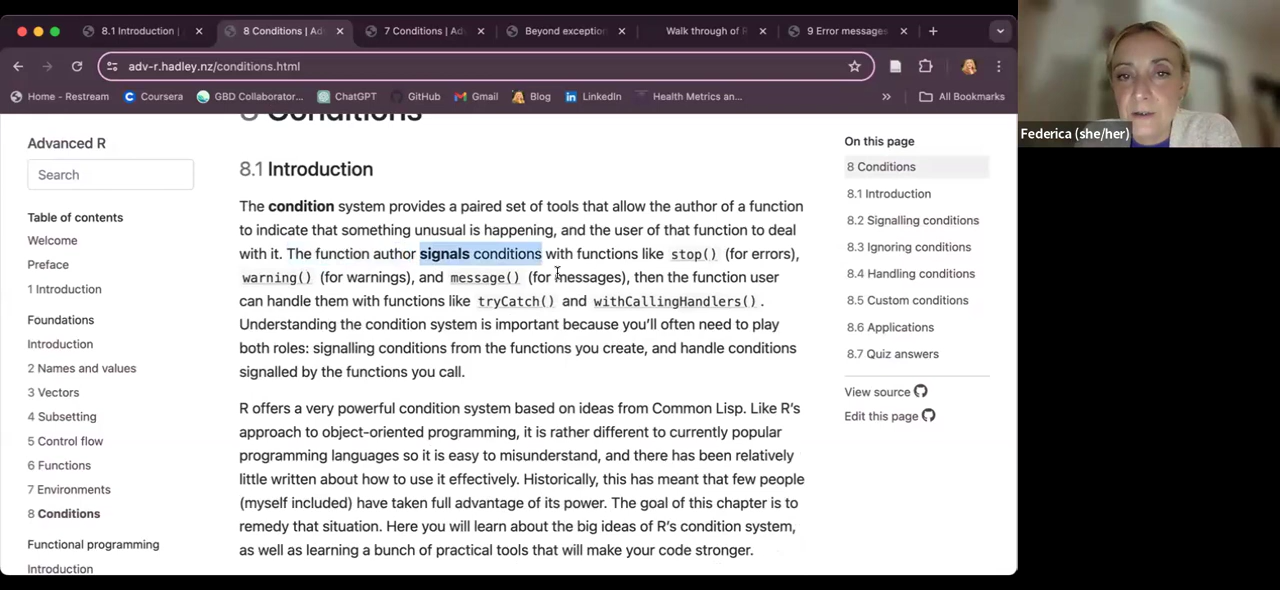 8.1 Introduction |
8 Conditions | Ad
7 Conditions | Ad
Beyond exception
Walk through of R
9 Error messages
adv-r.hadley.nz/conditions.html
Home - Restream
Coursera
GBD Collaborator...
ChatGPT
GitHub
Gmail
Blog
LinkedIn
Health Metrics an...
»
All Bookmarks
Federica (she/her)
8 Conditions
Advanced R
Search
Table of contents
Welcome
Preface
1 Introduction
Foundations
Introduction
2 Names and values
3 Vectors
4 Subsetting
5 Control flow
6 Functions
7 Environments
8 Conditions
Functional programming
Introduction
8.1 Introduction
The condition system provides a paired set of tools that allow the author of a function
to indicate that something unusual is happening, and the user of that function to deal
with it. The function author signals conditions with functions like stop() (for errors),
warning() (for warnings), and message() (for messages), then the function user
can handle them with functions like tryCatch() and withCallingHandlers().
Understanding the condition system is important because you'll often need to play
both roles: signalling conditions from the functions you create, and handle conditions
signalled by the functions you call.
R offers a very powerful condition system based on ideas from Common Lisp. Like R's
approach to object-oriented programming, it is rather different to currently popular
programming languages so it is easy to misunderstand, and there has been relatively
little written about how to use it effectively. Historically, this has meant that few people
(myself included) have taken full advantage of its power. The goal of this chapter is to
remedy that situation. Here you will learn about the big ideas of R's condition system,
as well as learning a bunch of practical tools that will make your code stronger.
On this page
8 Conditions
8.1 Introduction
8.2 Signalling conditions
8.3 Ignoring conditions
8.4 Handling conditions
8.5 Custom conditions
8.6 Applications
8.7 Quiz answers
View source
Edit this page